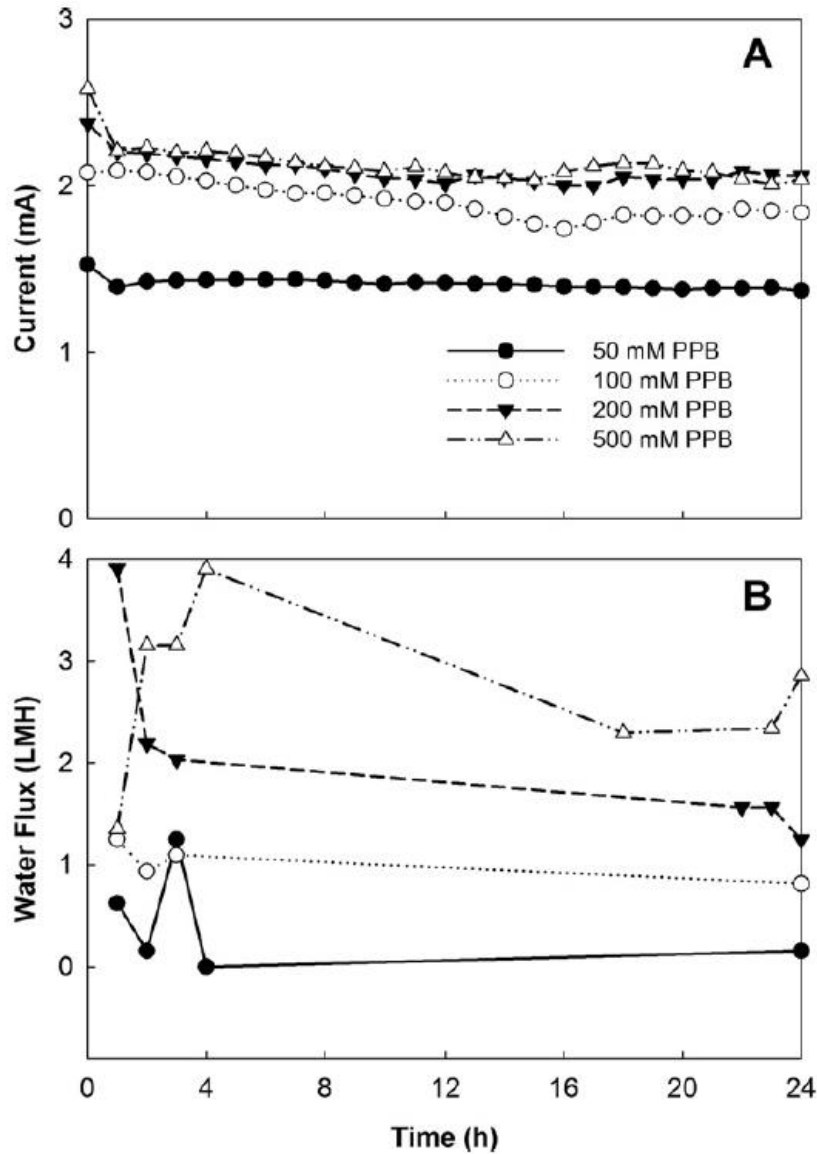 3
A
2
Current (mA)
1
50 mM PPB
100 mM PPB
200 mM PPB
500 mM PPB
0
4
B
3
2
Water Flux (LMH)
1
0
0 4 8 12 16 20 24
Time (h)